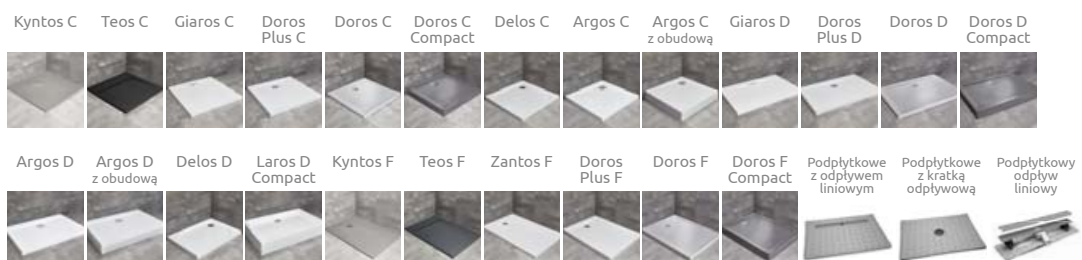 Kyntos C
Teos C
Giaros C
Doros
Plus C
Doros C
Doros C
Compact
Delos C
Argos C
Argos C
z obudową
Giaros D
Doros
Plus D
Doros D
Doros D
Compact
Argos D
Argos D
z obudową
Delos D
Laros D
Compact
Kyntos F
Teos F
Zantos F
Doros
Plus F
Doros F
Doros F
Compact
Podpłytkowe
z odpływem
liniowym
Podpłytkowe
z kratką
odpływową
Podpłytkowy
odpływ
liniowy